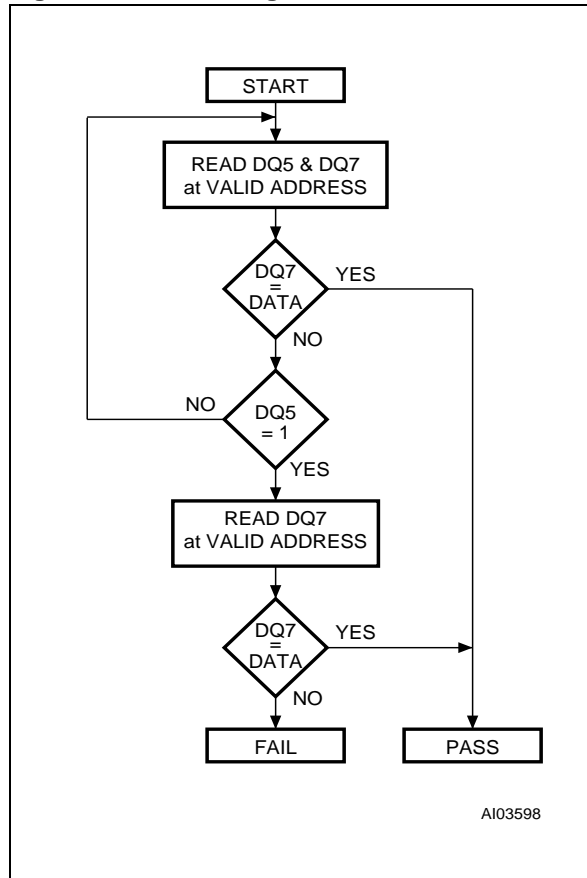 START
READ DQ5 & DQ7
at VALID ADDRESS
DQ7
=
DATA
YES
NO
NO
DQ5
= 1
YES
READ DQ7
at VALID ADDRESS
DQ7
=
DATA
YES
NO
FAIL
PASS
AI03598